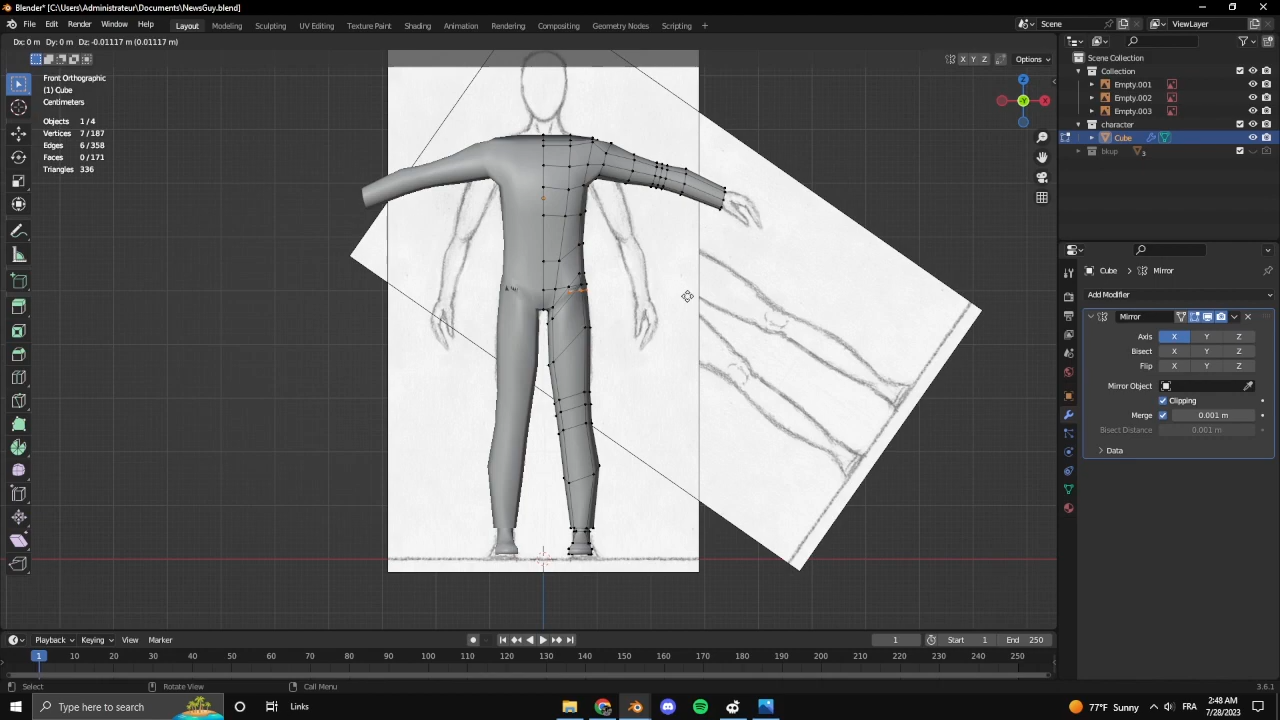 Blender* [C:\Users\Administrateur\Documents\NewsGuy.blend]
File Edit Render Window Help Layout Modeling Sculpting UV Editing Texture Paint Shading Animation Rendering Compositing Geometry Nodes Scripting + Scene ViewLayer
Dx: 0 m Dy: 0 m Dz: -0.01117 m (0.01117 m)
X Y Z Options
Front Orthographic
(1) Cube
Centimeters
Objects 1/4
Vertices 7/187
Edges 6/358
Faces 0/171
Triangles 336
Z
Y
X
Scene Collection
Collection
Empty.001
Empty.002
Empty.003
character
Cube
bkup 3
Cube > Mirror
Add Modifier
Mirror
Axis X Y Z
Bisect X Y Z
Flip X Y Z
Mirror Object
Clipping
Merge 0.001 m
Bisect Distance 0.001 m
Data
Playback Keying View Marker 1 Start 1 End 250
1 10 20 30 40 50 60 70 80 90 100 110 120 130 140 150 160 170 180 190 200 210 220 230 240 250
Select Rotate View Call Menu 3.6.1
Type here to search Links 77°F Sunny FR 2:48 AM
7/28/2023